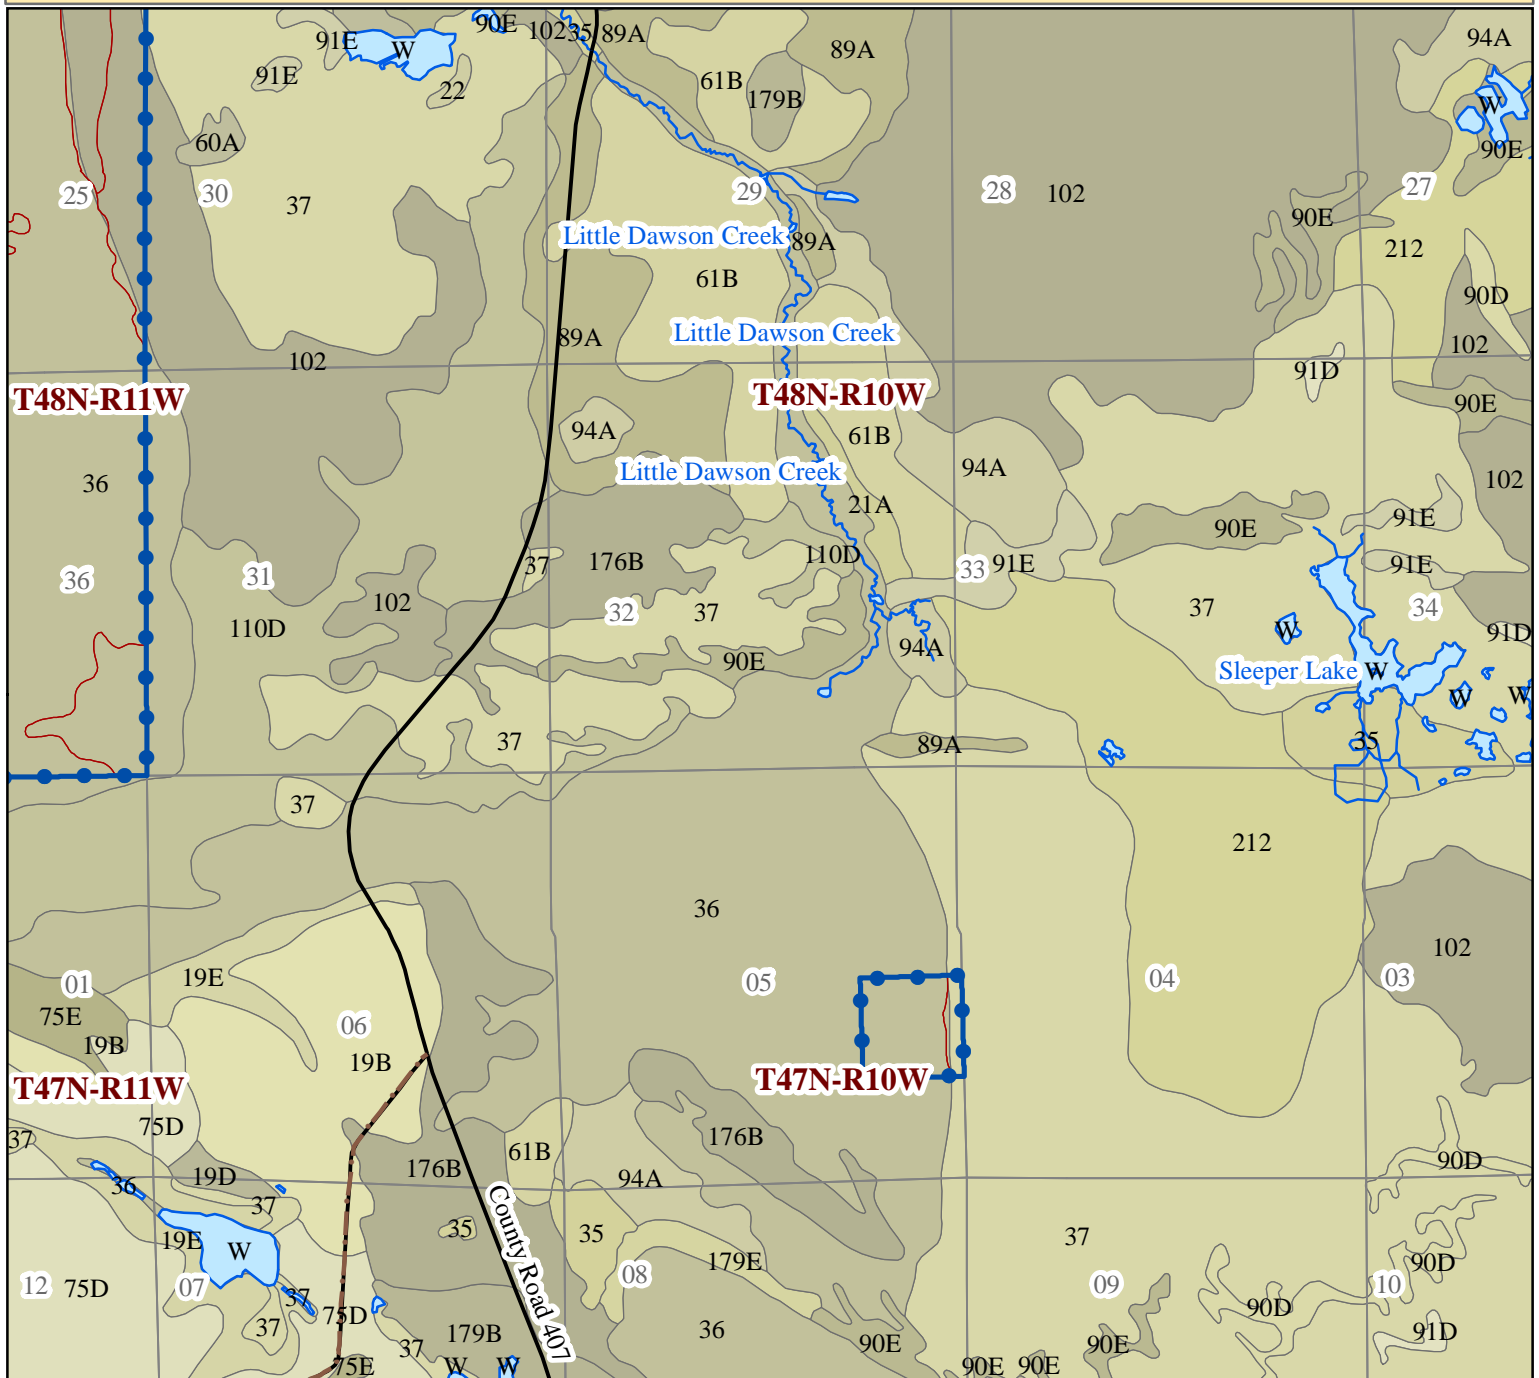 90E
102
35
89A
91E
W
89A
94A
91E
22
61B
179B
W
60A
90E
25
30
37
29
28
102
27
90E
Little Dawson Creek
89A
212
61B
90D
Little Dawson Creek
89A
102
102
91D
T48N-R11W
T48N-R10W
90E
94A
61B
94A
Little Dawson Creek
36
102
21A
91E
90E
110D
37
176B
33
91E
91E
36
31
102
32
37
37
34
110D
W
91D
94A
90E
Sleeper Lake
W
W
W
37
89A
35
37
212
36
102
19E
01
05
04
03
75E
06
19B
19B
T47N-R11W
T47N-R10W
75D
37
176B
61B
176B
90D
36
19D
94A
37
35
35
37
19E
W
179E
90D
12
75D
07
08
09
10
37
75D
90D
37
County Road 407
179B
36
91D
37
90E
90E
75E
W
W
90E
90E